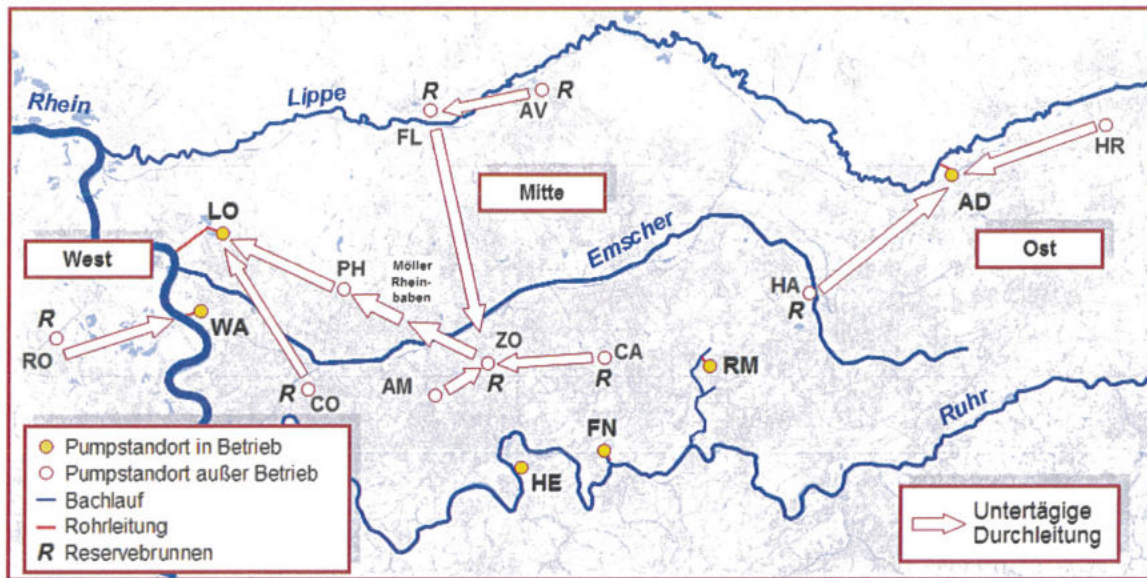 Rhein
Lippe
R
FL
AV
R
HR
Mitte
AD
LO
West
PH
Möller
Rhein-
baben
Emscher
Ost
HA
R
R
RO
WA
ZO
R
CA
R
AM
R
CO
RM
Ruhr
FN
HE
Pumpstandort in Betrieb
Pumpstandort außer Betrieb
Bachlauf
Rohrleitung
R Reservebrunnen
Untertägige
Durchleitung